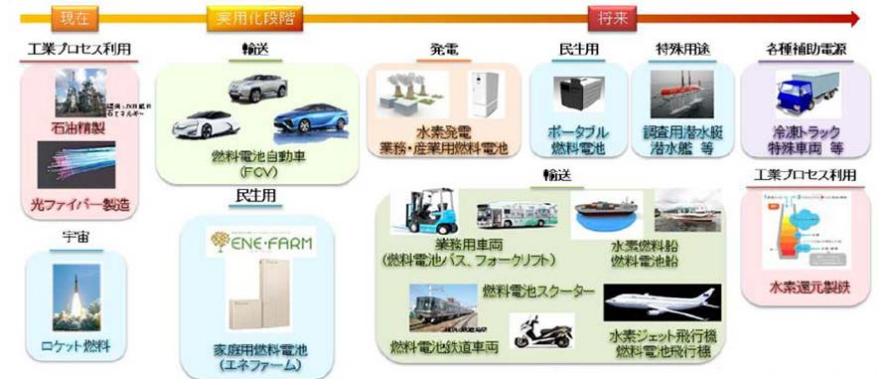 現在
実用化段階
将来
工業プロセス利用
石油精製
光ファイバー製造
宇宙
ロケット燃料
輸送
燃料電池自動車
(FCV)
民生用
ENE・FARM
家庭用燃料電池
(エネファーム)
発電
水素発電
業務・産業用燃料電池
民生用
ポータブル
燃料電池
特殊用途
調査用潜水艇
潜水艦 等
各種補助電源
冷凍トラック
特殊車両 等
輸送
業務用車両
(燃料電池バス、フォークリフト)
水素燃料船
燃料電池船
燃料電池スクーター
燃料電池鉄道車両
水素ジェット飛行機
燃料電池飛行機
工業プロセス利用
水素還元製鉄